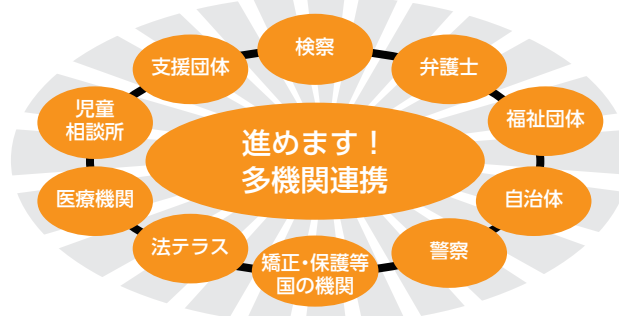 検察
支援団体
弁護士
児童
相談所
福祉団体
進めます！
多機関連携
医療機関
自治体
法テラス
警察
矯正・保護等
国の機関